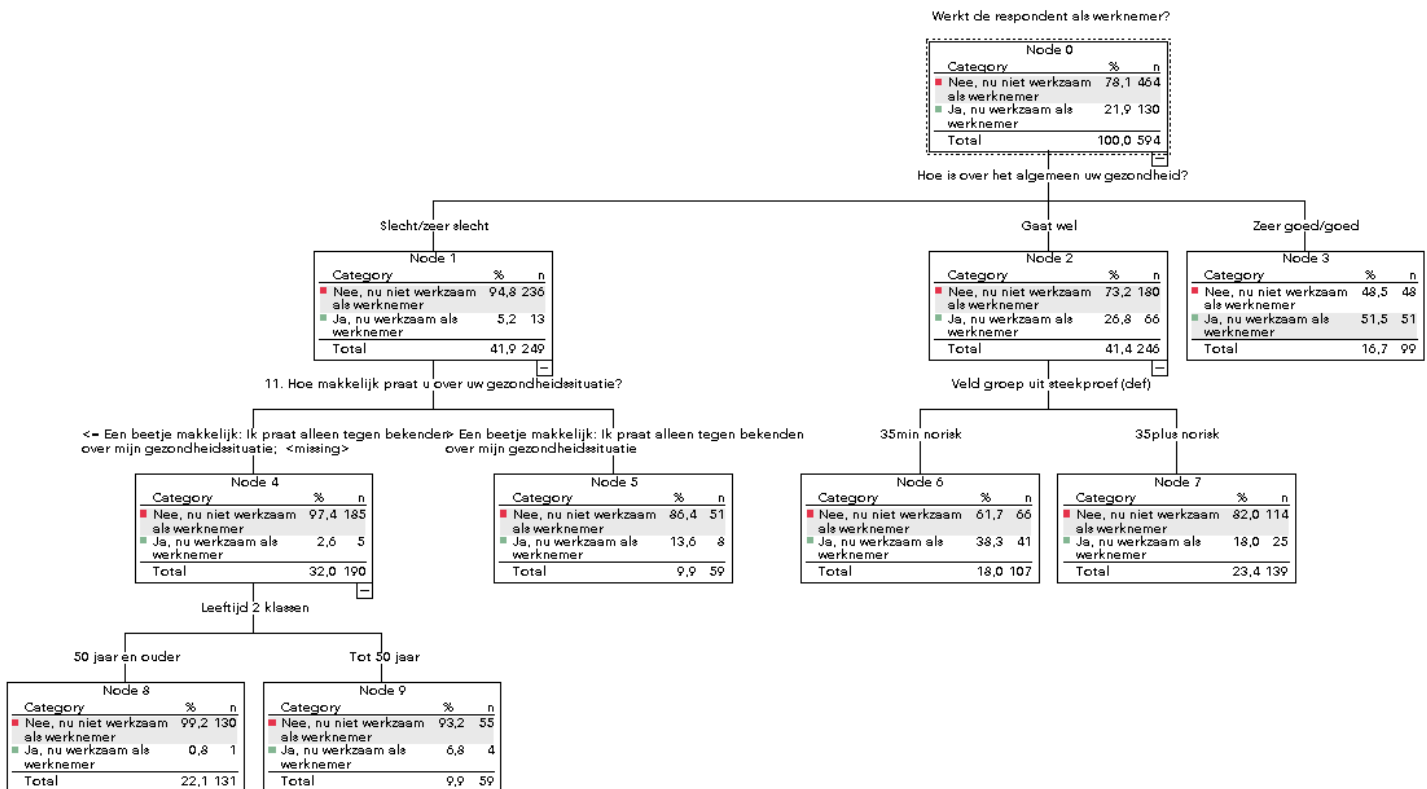 Werkt de respondent als werknemer?
Node 0
Category % n
Nee, nu niet werkzaam 78,1 464
als werknemer
Ja, nu werkzaam als 21,9 130
werknemer
Total 100,0 594
Hoe is over het algemeen uw gezondheid?
Slecht/zeer slecht
Gaat wel
Zeer goed/goed
Node 1
Category % n
Nee, nu niet werkzaam 94,8 236
als werknemer
Ja, nu werkzaam als 5,2 13
werknemer
Total 41,9 249
Node 2
Category % n
Nee, nu niet werkzaam 73,2 180
als werknemer
Ja, nu werkzaam als 26,8 66
werknemer
Total 41,4 246
Node 3
Category % n
Nee, nu niet werkzaam 48,5 48
als werknemer
Ja, nu werkzaam als 51,5 51
werknemer
Total 16,7 99
11. Hoe makkelijk praat u over uw gezondheidssituatie?
Veld groep uit steekproef (def)
<= Een beetje makkelijk: Ik praat alleen tegen bekenden
over mijn gezondheidssituatie; <missing>
> Een beetje makkelijk: Ik praat alleen tegen bekenden
over mijn gezondheidssituatie
35min norisk
35plus norisk
Node 4
Category % n
Nee, nu niet werkzaam 97,4 185
als werknemer
Ja, nu werkzaam als 2,6 5
werknemer
Total 32,0 190
Node 5
Category % n
Nee, nu niet werkzaam 86,4 51
als werknemer
Ja, nu werkzaam als 13,6 8
werknemer
Total 9,9 59
Node 6
Category % n
Nee, nu niet werkzaam 61,7 66
als werknemer
Ja, nu werkzaam als 38,3 41
werknemer
Total 18,0 107
Node 7
Category % n
Nee, nu niet werkzaam 82,0 114
als werknemer
Ja, nu werkzaam als 18,0 25
werknemer
Total 23,4 139
Leeftijd 2 klassen
50 jaar en ouder
Tot 50 jaar
Node 8
Category % n
Nee, nu niet werkzaam 99,2 130
als werknemer
Ja, nu werkzaam als 0,8 1
werknemer
Total 22,1 131
Node 9
Category % n
Nee, nu niet werkzaam 93,2 55
als werknemer
Ja, nu werkzaam als 6,8 4
werknemer
Total 9,9 59